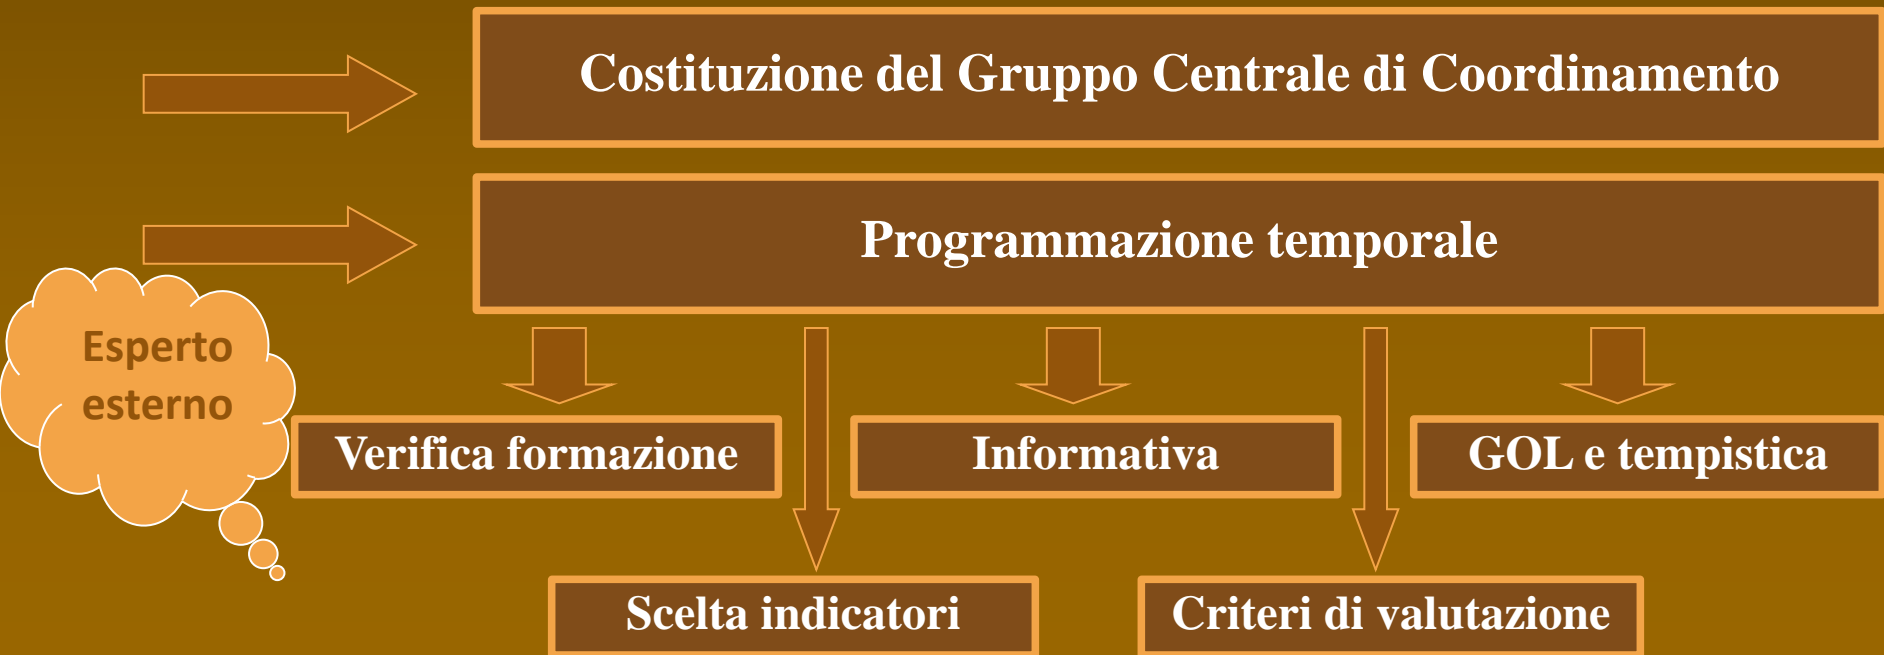 Costituzione del Gruppo Centrale di Coordinamento
Programmazione temporale
Esperto
esterno
Verifica formazione
Informativa
GOL e tempistica
Scelta indicatori
Criteri di valutazione